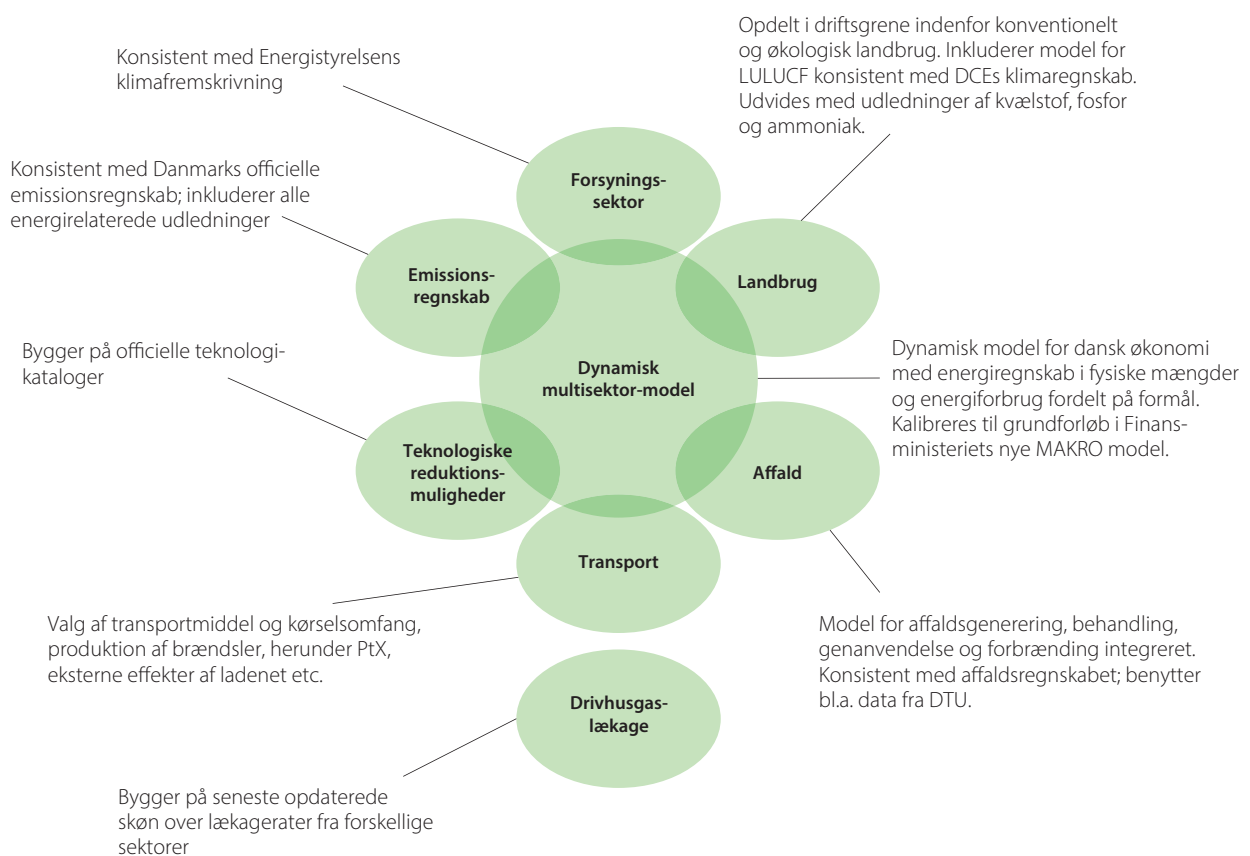 Konsistent med Energistyrelsens
klimafremskrivning
Opdelt i driftsgrene indenfor konventionelt
og økologisk landbrug. Inkluderer model for
LULUCF konsistent med DCEs klimaregnskab.
Udvides med udledninger af kvælstof, fosfor
og ammoniak.
Konsistent med Danmarks officielle
emissionsregnskab; inkluderer alle
energirelaterede udledninger
Forsynings-
sektor
Emissions-
regnskab
Landbrug
Bygger på officielle teknologi-
kataloger
Dynamisk
multisektor-model
Dynamisk model for dansk økonomi
med energiregnskab i fysiske mængder
og energiforbrug fordelt på formål.
Kalibreres til grundforløb i Finans-
ministeriets nye MAKRO model.
Teknologiske
reduktions-
muligheder
Affald
Transport
Valg af transportmiddel og kørselsomfang,
produktion af brændsler, herunder PtX,
eksterne effekter af ladenet etc.
Model for affaldsgenerering, behandling,
genanvendelse og forbrænding integreret.
Konsistent med affaldsregnskabet; benytter
bl.a. data fra DTU.
Drivhusgas-
lækage
Bygger på seneste opdaterede
skøn over lækagerater fra forskellige
sektorer